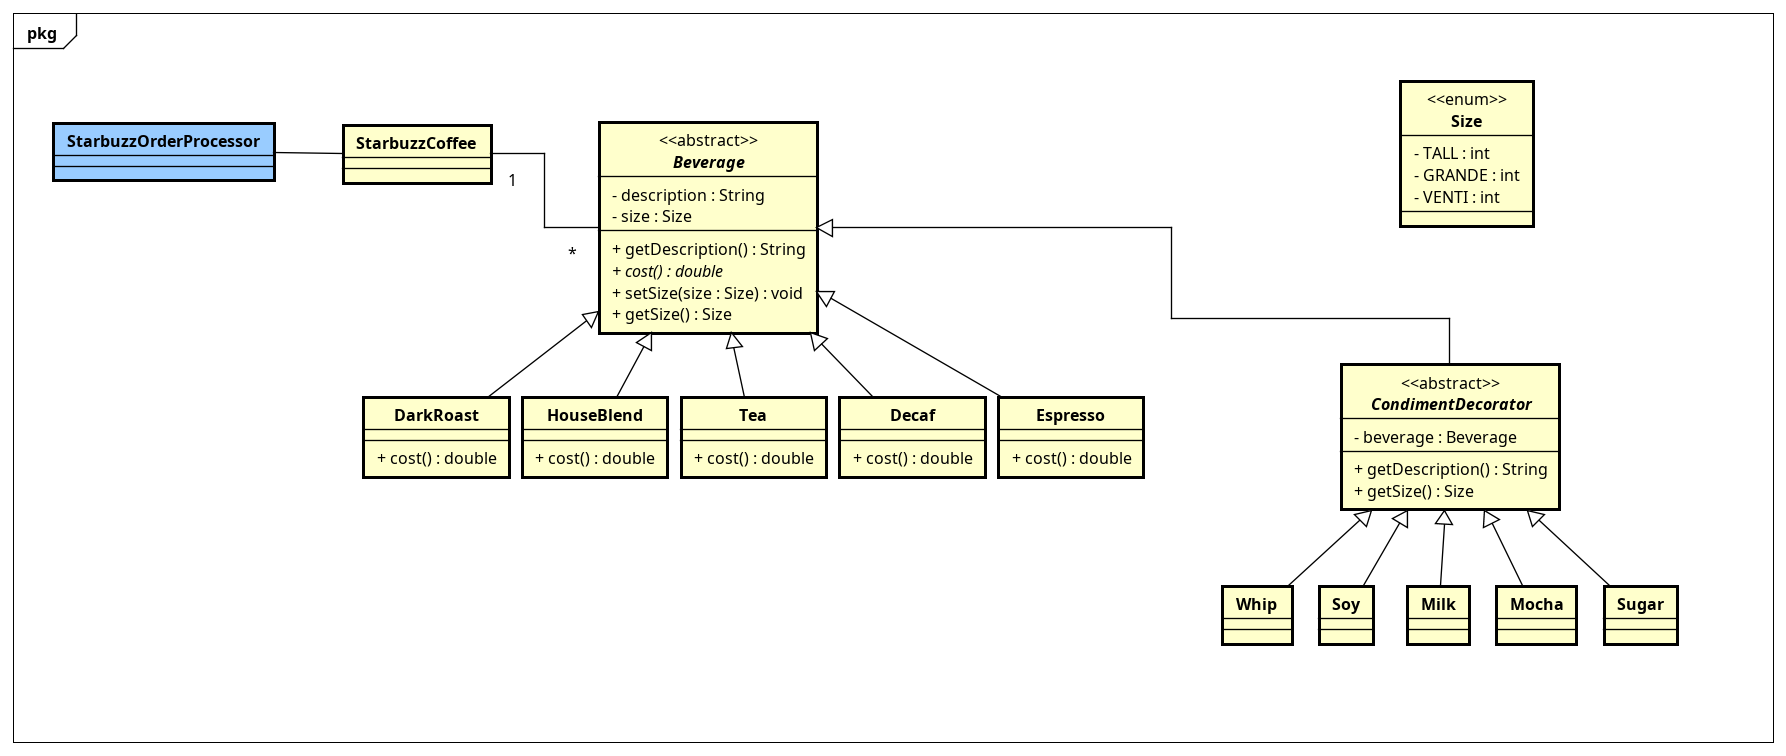 pkg
StarbuzzOrderProcessor
StarbuzzCoffee
1
*
<<abstract>>
Beverage
- description : String
- size : Size
+ getDescription() : String
+ cost() : double
+ setSize(size : Size) : void
+ getSize() : Size
<<enum>>
Size
- TALL : int
- GRANDE : int
- VENTI : int
DarkRoast
+ cost() : double
HouseBlend
+ cost() : double
Tea
+ cost() : double
Decaf
+ cost() : double
Espresso
+ cost() : double
<<abstract>>
CondimentDecorator
- beverage : Beverage
+ getDescription() : String
+ getSize() : Size
Whip
Soy
Milk
Mocha
Sugar